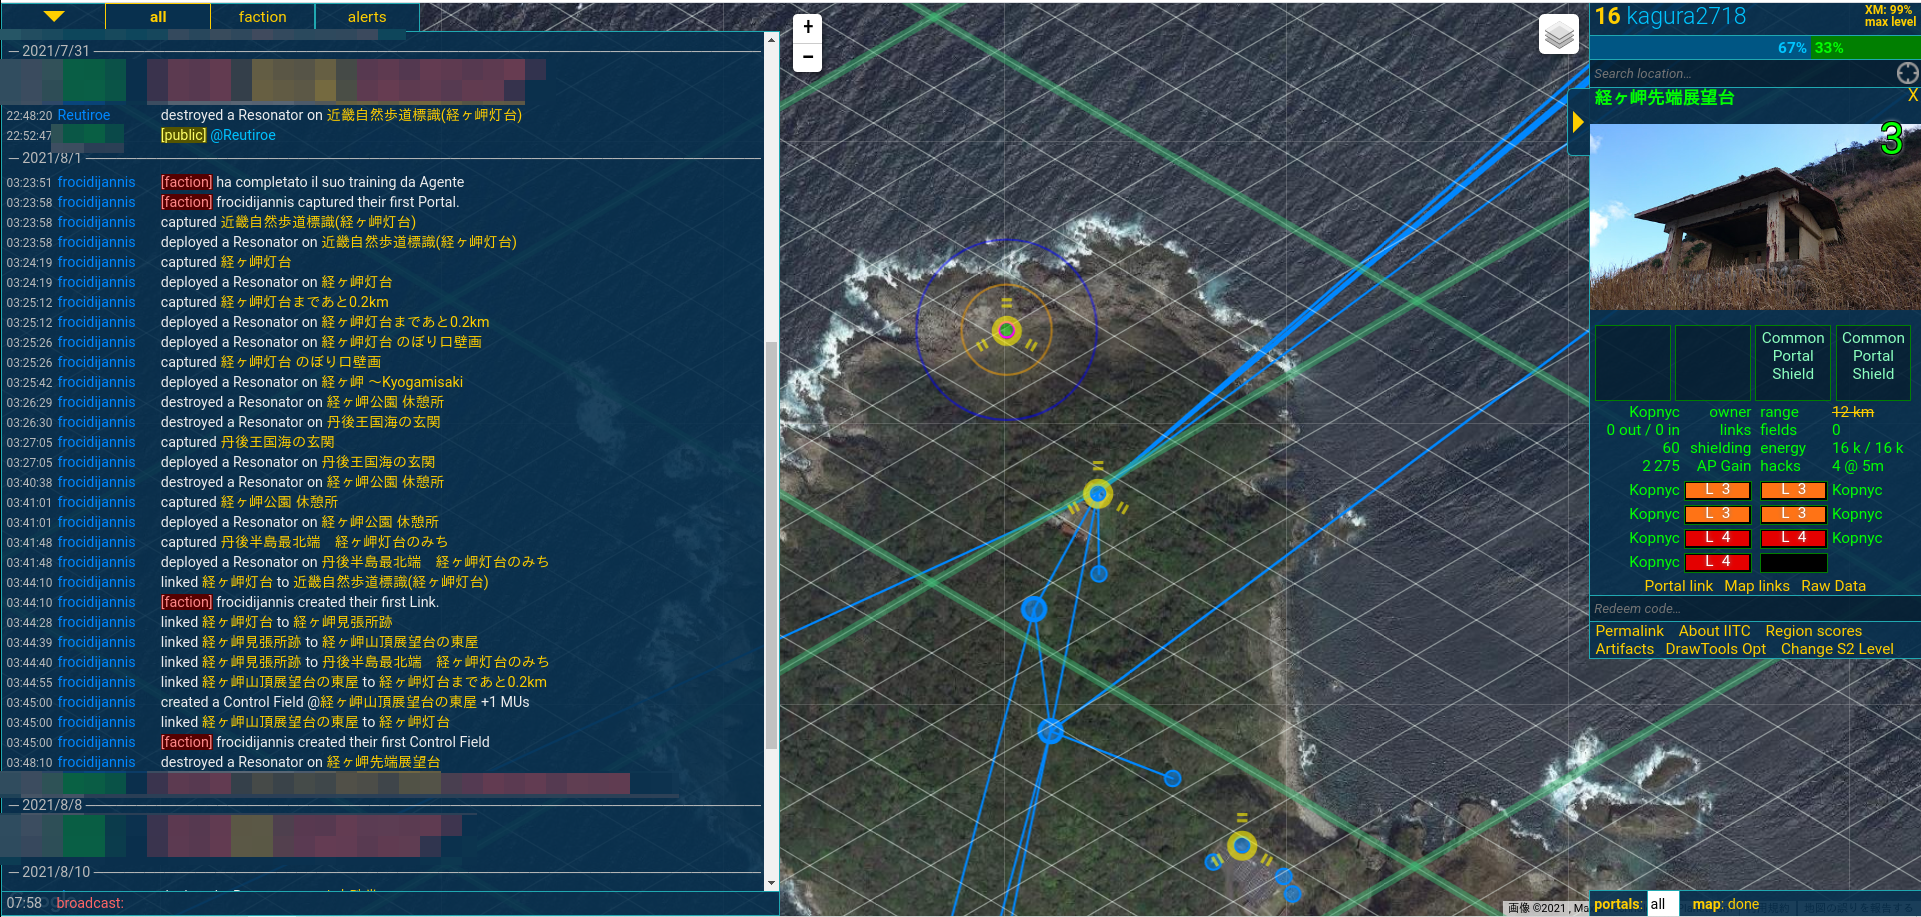 all faction alerts
2021/7/31
22:48:20 Reutiroe destroyed a Resonator on 近畿自然歩道標識(経ヶ岬灯台)
22:52:47 [public] @Reutiroe
2021/8/1
03:23:51 frocidijannis [faction] ha completato il suo training da Agente
03:23:58 frocidijannis [faction] frocidijannis captured their first Portal.
03:23:58 frocidijannis captured 近畿自然歩道標識(経ヶ岬灯台)
03:23:58 frocidijannis deployed a Resonator on 近畿自然歩道標識(経ヶ岬灯台)
03:24:19 frocidijannis captured 経ヶ岬灯台
03:24:19 frocidijannis deployed a Resonator on 経ヶ岬灯台
03:25:12 frocidijannis captured 経ヶ岬灯台まであと0.2km
03:25:12 frocidijannis deployed a Resonator on 経ヶ岬灯台まであと0.2km
03:25:26 frocidijannis deployed a Resonator on 経ヶ岬灯台 のぼり口壁画
03:25:26 frocidijannis captured 経ヶ岬灯台 のぼり口壁画
03:25:42 frocidijannis deployed a Resonator on 経ヶ岬 〜Kyogamisaki
03:26:29 frocidijannis destroyed a Resonator on 経ヶ岬公園 休憩所
03:26:30 frocidijannis destroyed a Resonator on 丹後王国海の玄関
03:27:05 frocidijannis captured 丹後王国海の玄関
03:27:05 frocidijannis deployed a Resonator on 丹後王国海の玄関
03:40:38 frocidijannis destroyed a Resonator on 経ヶ岬公園 休憩所
03:41:01 frocidijannis captured 経ヶ岬公園 休憩所
03:41:01 frocidijannis deployed a Resonator on 経ヶ岬公園 休憩所
03:41:48 frocidijannis captured 丹後半島最北端　経ヶ岬灯台のみち
03:41:48 frocidijannis deployed a Resonator on 丹後半島最北端　経ヶ岬灯台のみち
03:44:10 frocidijannis linked 経ヶ岬灯台 to 近畿自然歩道標識(経ヶ岬灯台)
03:44:10 frocidijannis [faction] frocidijannis created their first Link.
03:44:28 frocidijannis linked 経ヶ岬灯台 to 経ヶ岬見張所跡
03:44:39 frocidijannis linked 経ヶ岬見張所跡 to 経ヶ岬山頂展望台の東屋
03:44:40 frocidijannis linked 経ヶ岬見張所跡 to 丹後半島最北端　経ヶ岬灯台のみち
03:44:55 frocidijannis linked 経ヶ岬山頂展望台の東屋 to 経ヶ岬灯台まであと0.2km
03:45:00 frocidijannis created a Control Field @経ヶ岬山頂展望台の東屋 +1 MUs
03:45:00 frocidijannis linked 経ヶ岬山頂展望台の東屋 to 経ヶ岬灯台
03:45:00 frocidijannis [faction] frocidijannis created their first Control Field
03:48:10 frocidijannis destroyed a Resonator on 経ヶ岬先端展望台
2021/8/8
2021/8/10
07:58 broadcast:
+
−
画像 ©2021 , Ma
16 kagura2718
XM: 99%
max level
67% 33%
Search location...
経ヶ岬先端展望台 X
3
Common Portal Shield
Common Portal Shield
Kopnyc owner range 12 km
0 out / 0 in links fields 0
60 shielding energy 16 k / 16 k
2 275 AP Gain hacks 4 @ 5m
Kopnyc L 3 L 3 Kopnyc
Kopnyc L 3 L 3 Kopnyc
Kopnyc L 4 L 4 Kopnyc
Kopnyc L 4
Portal link Map links Raw Data
Redeem code...
Permalink About IITC Region scores
Artifacts DrawTools Opt Change S2 Level
portals: all map: done